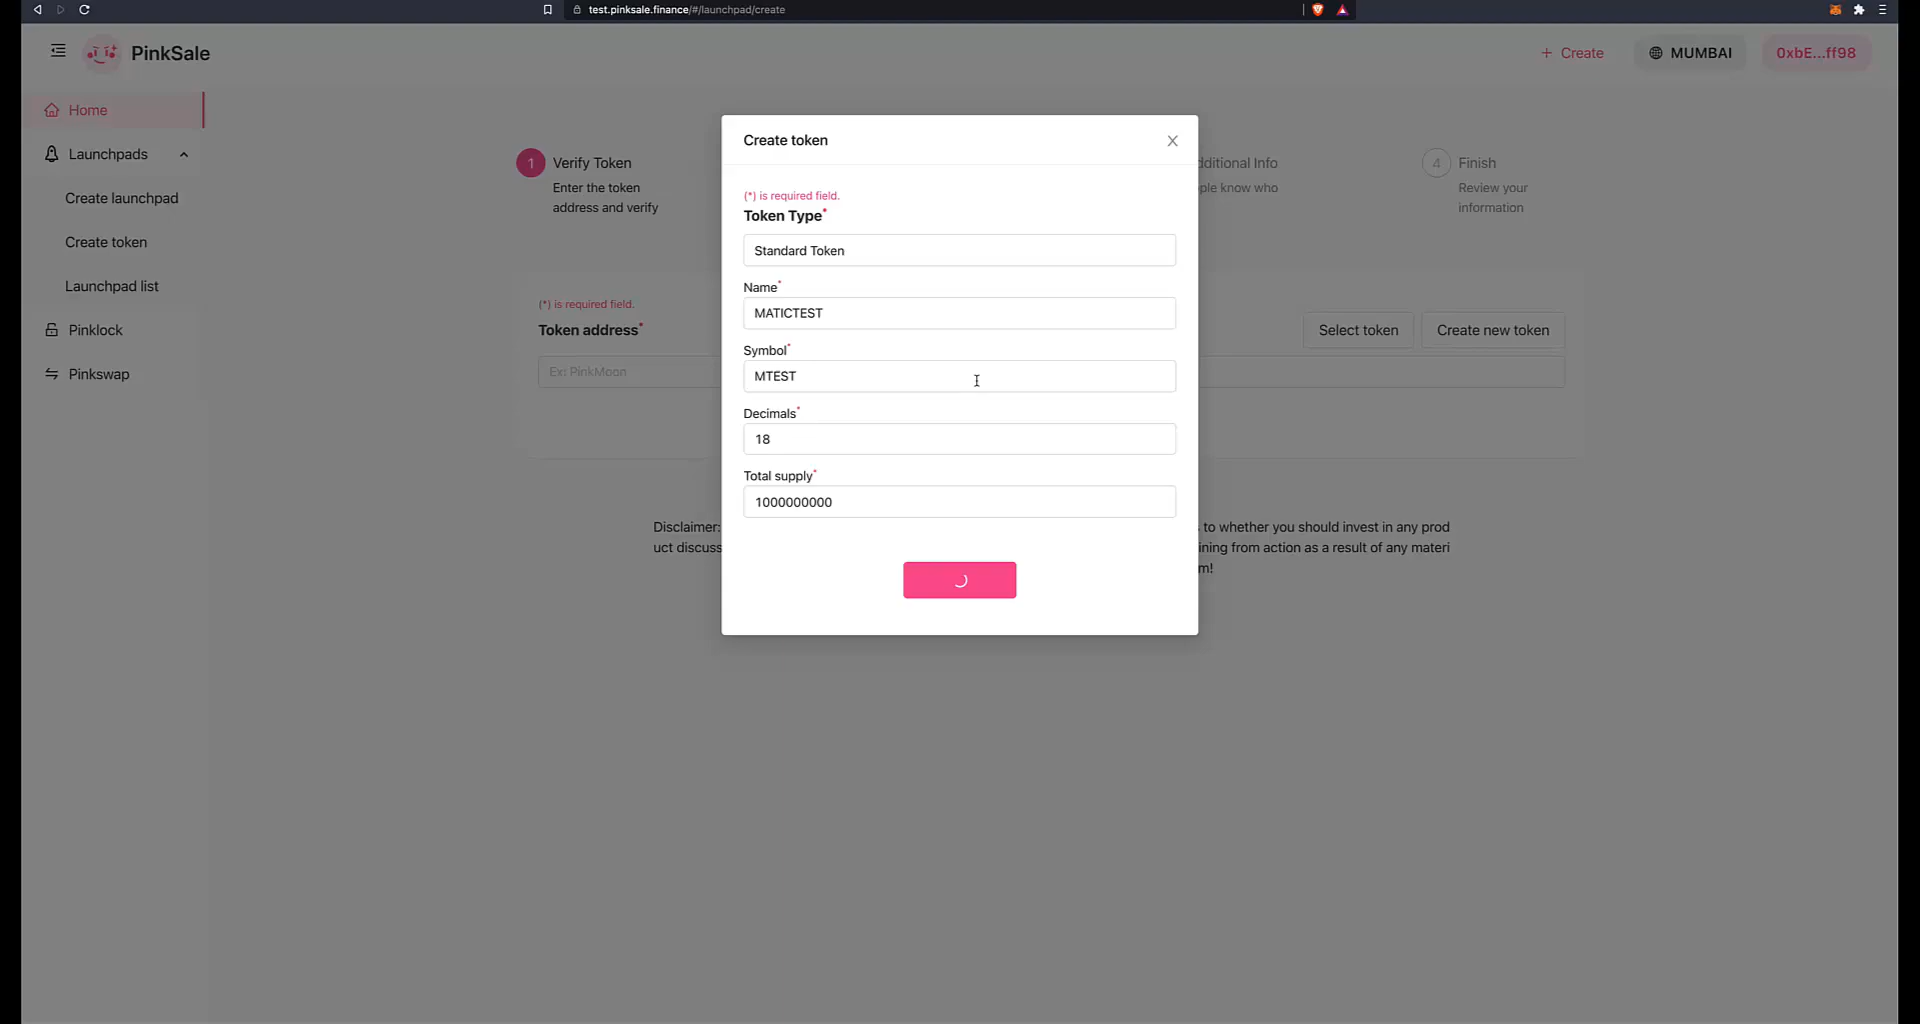 test.pinksale.finance/#/launchpad/create
PinkSale
+ Create
MUMBAI
0xbE...ff98
Home
Launchpads
Create launchpad
Create token
Launchpad list
Pinklock
Pinkswap
1
Verify Token
Enter the token
address and verify
dditional Info
ple know who
4
Finish
Review your
information
(*) is required field.
Token address*
Select token
Create new token
Ex: PinkMoon
Disclaimer:
to whether you should invest in any prod
uct discuss
ining from action as a result of any materi
m!
Create token
(*) is required field.
Token Type*
Standard Token
Name*
MATICTEST
Symbol*
MTEST
Decimals*
18
Total supply*
1000000000